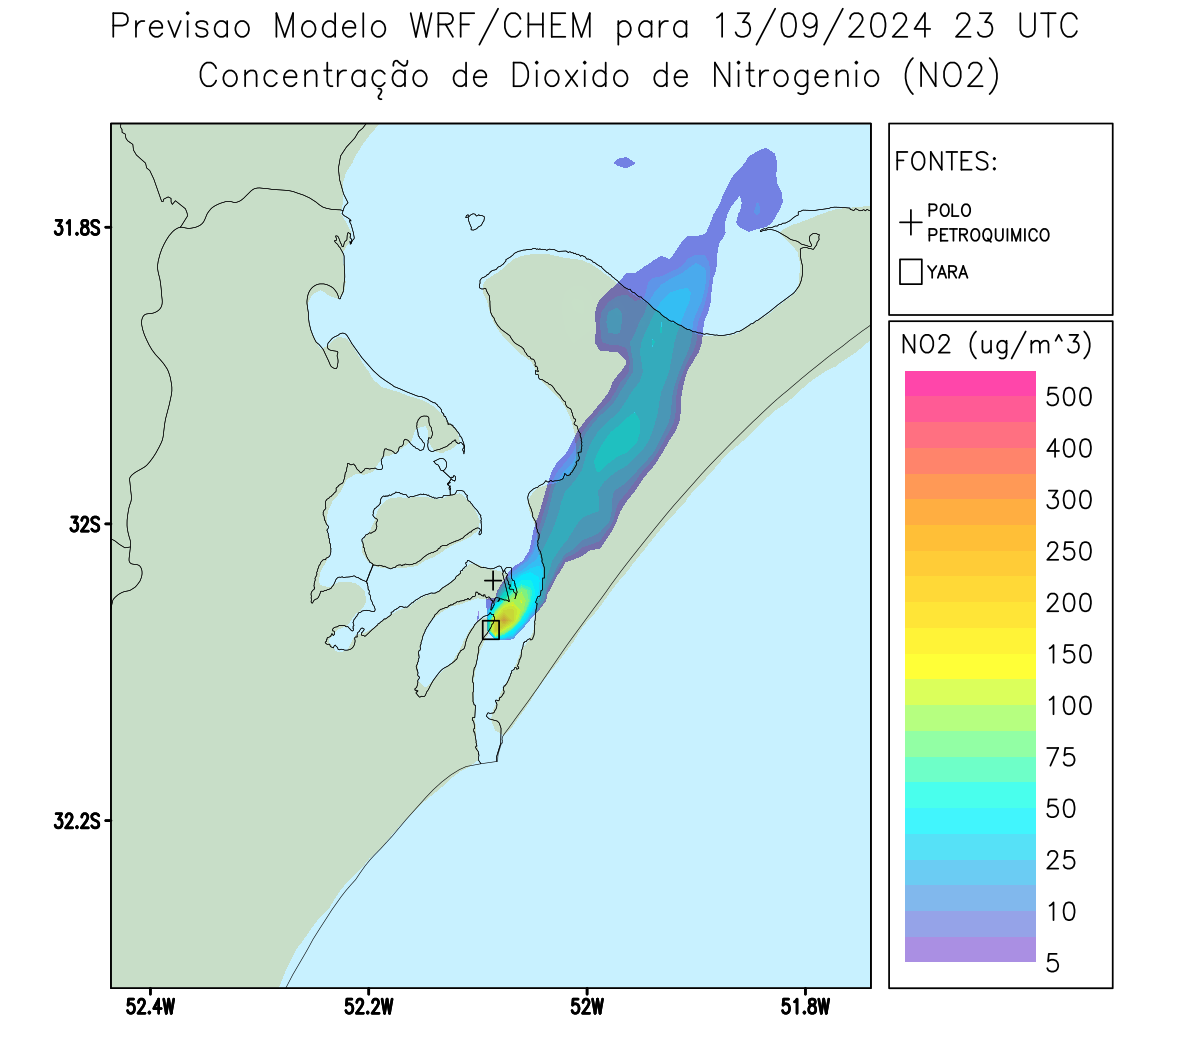 Previsao Modelo WRF/CHEM para 13/09/2024 23 UTC
Concentração de Dioxido de Nitrogenio (NO2)
FONTES:
POLO
PETROQUIMICO
YARA
NO2 (ug/m^3)
500
400
300
250
200
150
100
75
50
25
10
5
31.8S
32S
32.2S
52.4W
52.2W
52W
51.8W